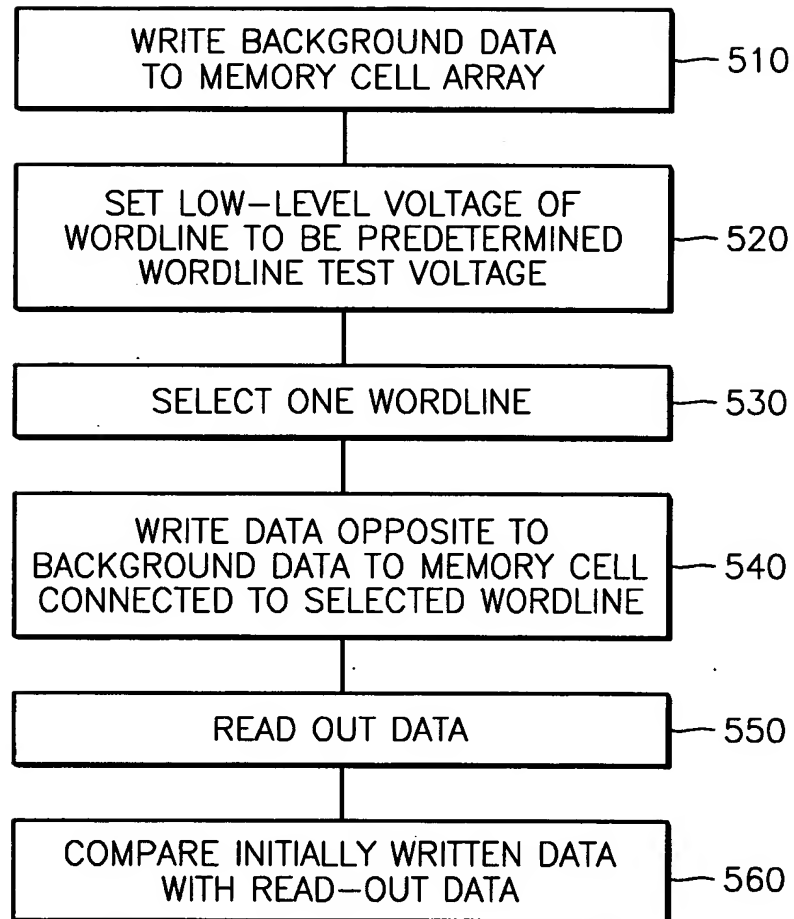 WRITE BACKGROUND DATA
TO MEMORY CELL ARRAY
510
SET LOW-LEVEL VOLTAGE OF
WORDLINE TO BE PREDETERMINED
WORDLINE TEST VOLTAGE
520
SELECT ONE WORDLINE
530
WRITE DATA OPPOSITE TO
BACKGROUND DATA TO MEMORY CELL
CONNECTED TO SELECTED WORDLINE
540
READ OUT DATA
550
COMPARE INITIALLY WRITTEN DATA
WITH READ-OUT DATA
560